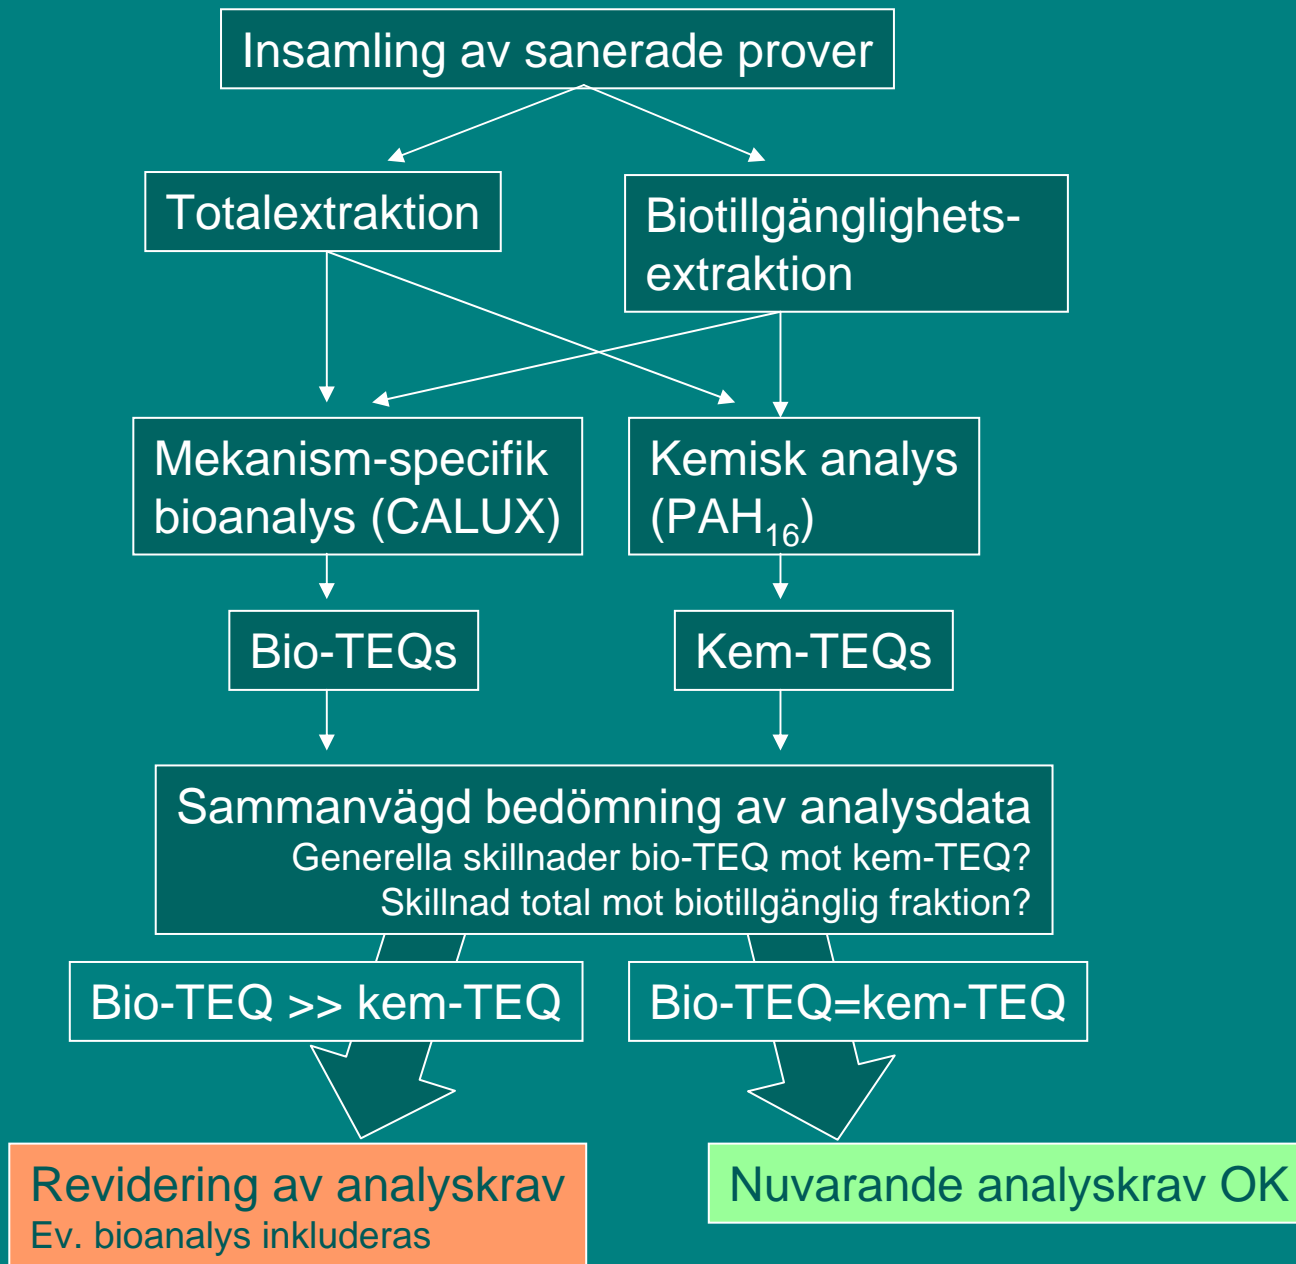 Insamling av sanerade prover
Totalextraktion
Biotillgänglighets-
extraktion
Mekanism-specifik
bioanalys (CALUX)
Kemisk analys
(PAH₁₆)
Bio-TEQs
Kem-TEQs
Sammanvägd bedömning av analysdata
Generella skillnader bio-TEQ mot kem-TEQ?
Skillnad total mot biotillgänglig fraktion?
Bio-TEQ >> kem-TEQ
Bio-TEQ=kem-TEQ
Revidering av analyskrav
Ev. bioanalys inkluderas
Nuvarande analyskrav OK